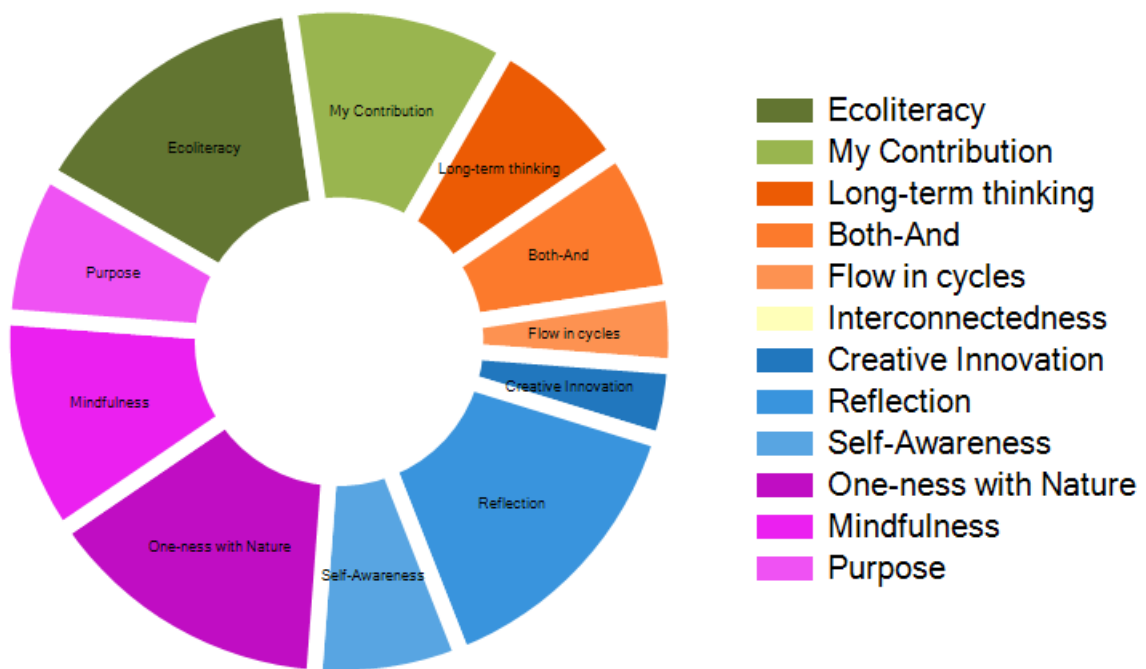 My Contribution
Ecoliteracy
Long-term thinking
Both-And
Purpose
Flow in cycles
Creative Innovation
Mindfulness
Reflection
One-ness with Nature
Self-Awareness
Ecoliteracy
My Contribution
Long-term thinking
Both-And
Flow in cycles
Interconnectedness
Creative Innovation
Reflection
Self-Awareness
One-ness with Nature
Mindfulness
Purpose